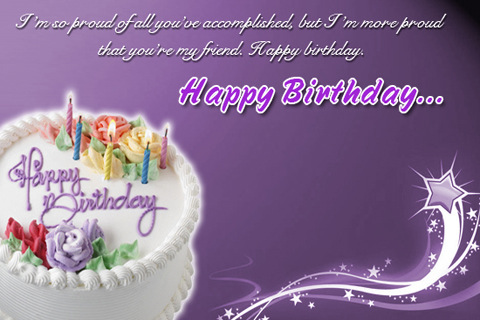 I'm so proud of all you've accomplished, but I'm more proud
that you're my friend. Happy birthday.
Happy Birthday...
Happy
Birthday